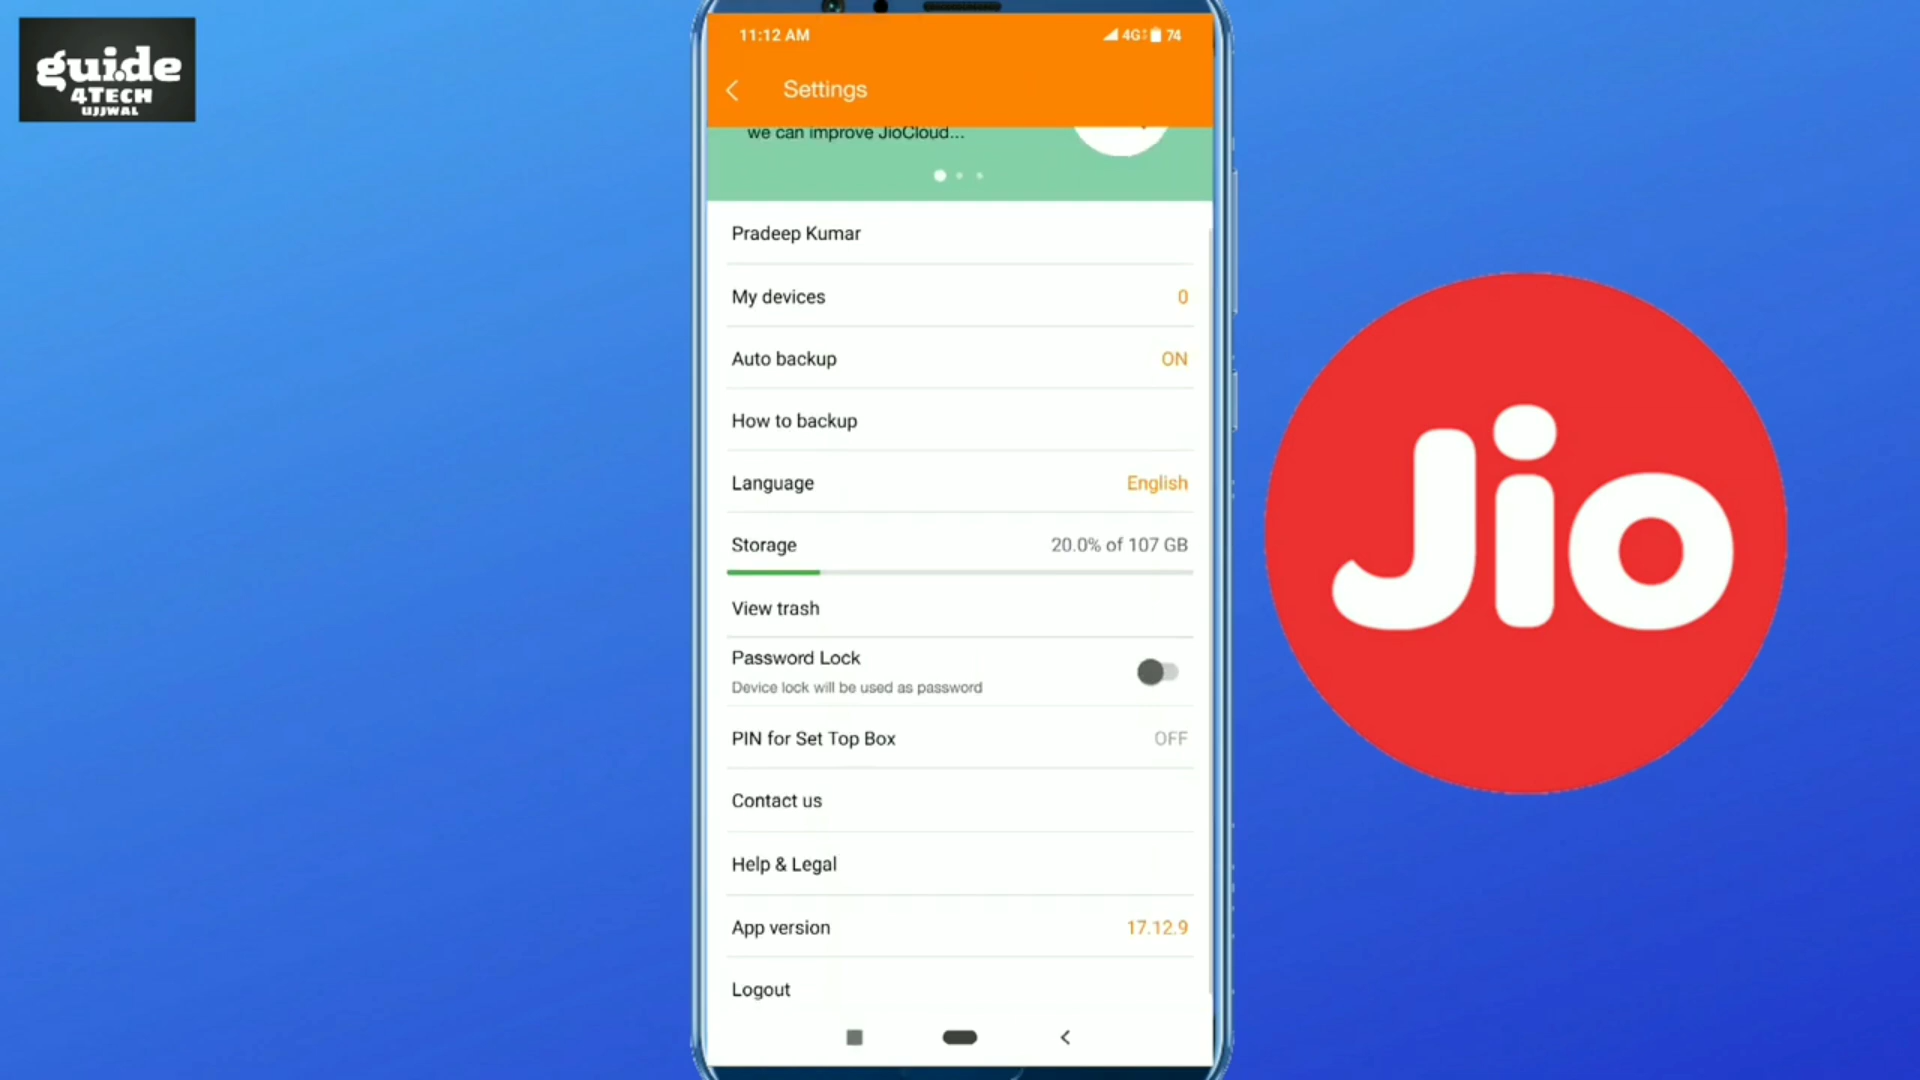 guide
4TECH
UJJWAL
11:12 AM
4G
74
Settings
we can improve JioCloud...
Pradeep Kumar
My devices 0
Auto backup ON
How to backup
Language English
Storage 20.0% of 107 GB
View trash
Password Lock
Device lock will be used as password
PIN for Set Top Box OFF
Contact us
Help & Legal
App version 17.12.9
Logout
Jio